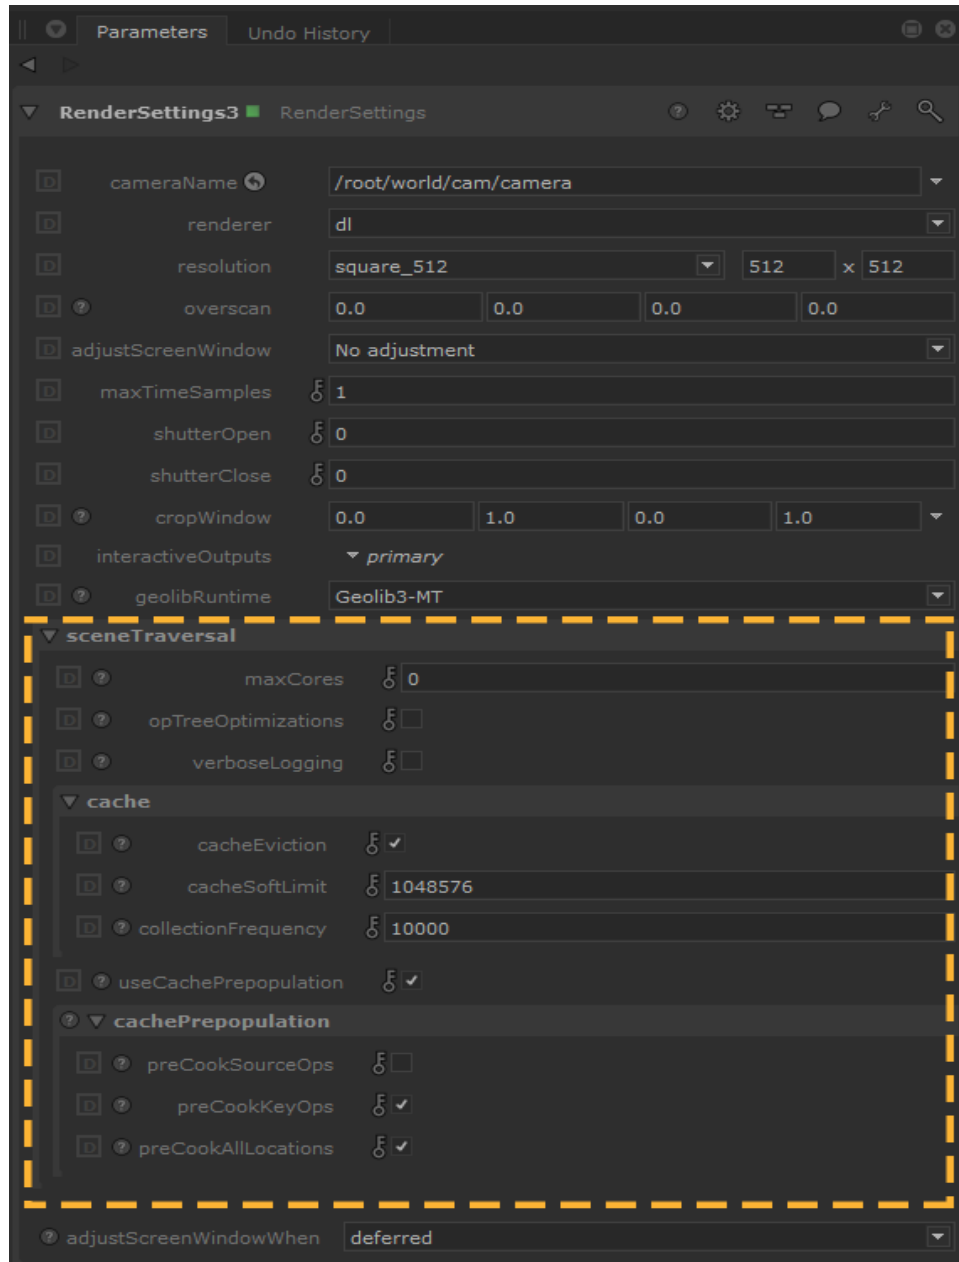 Parameters Undo History
RenderSettings3 RenderSettings
cameraName /root/world/cam/camera
renderer dl
resolution square_512 512 x 512
overscan 0.0 0.0 0.0 0.0
adjustScreenWindow No adjustment
maxTimeSamples 1
shutterOpen 0
shutterClose 0
cropWindow 0.0 1.0 0.0 1.0
interactiveOutputs primary
geolibRuntime Geolib3-MT
sceneTraversal
maxCores 0
opTreeOptimizations
verboseLogging
cache
cacheEviction
cacheSoftLimit 1048576
collectionFrequency 10000
useCachePrepopulation
cachePrepopulation
preCookSourceOps
preCookKeyOps
preCookAllLocations
adjustScreenWindowWhen deferred